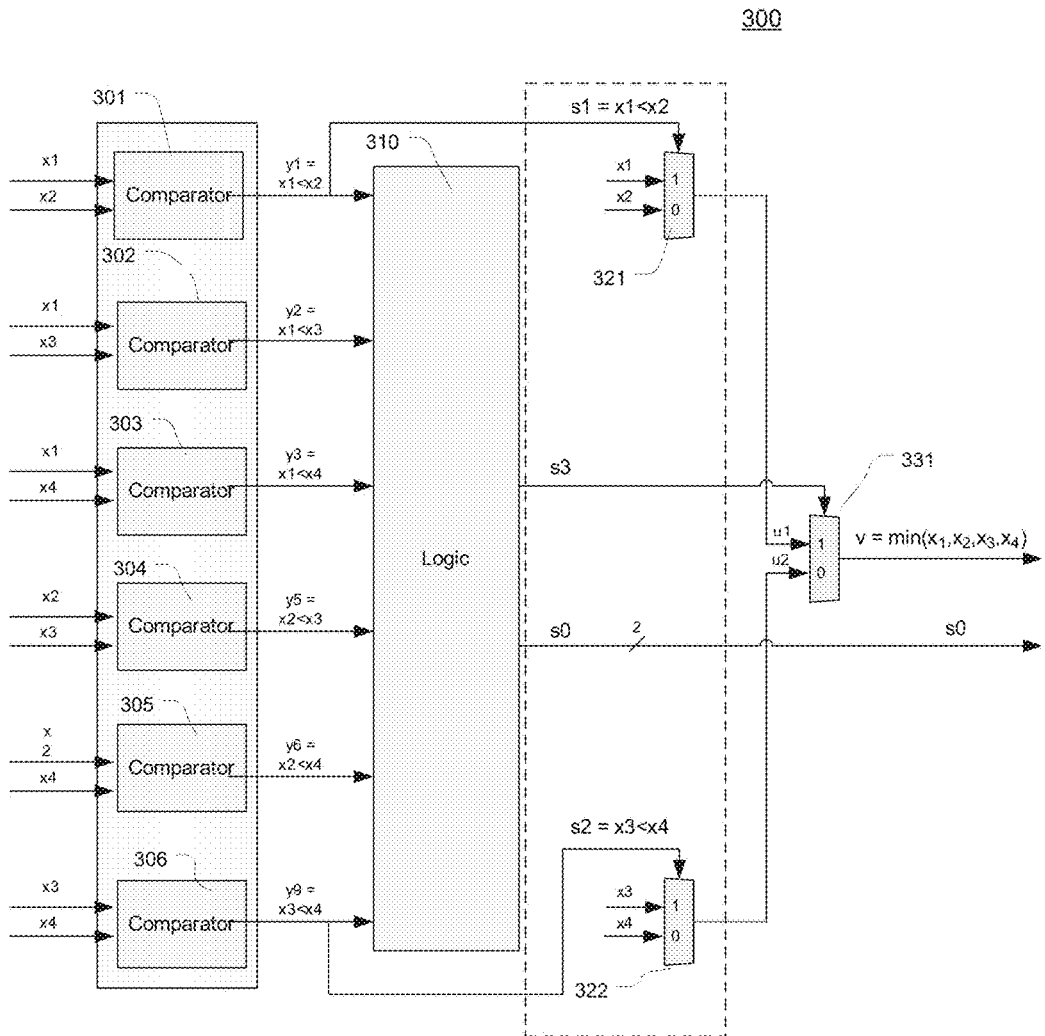 300
301
x1
x2
Comparator
y1 =
x1<x2
310
s1 = x1<x2
x1
x2
1
0
321
302
x1
x3
Comparator
y2 =
x1<x3
303
x1
x4
Comparator
y3 =
x1<x4
s3
331
u1
u2
1
0
v = min(x1,x2,x3,x4)
Logic
304
x2
x3
Comparator
y5 =
x2<x3
s0
2
s0
305
x
2
x4
Comparator
y6 =
x2<x4
306
x3
x4
Comparator
y9 =
x3<x4
s2 = x3<x4
x3
x4
1
0
322